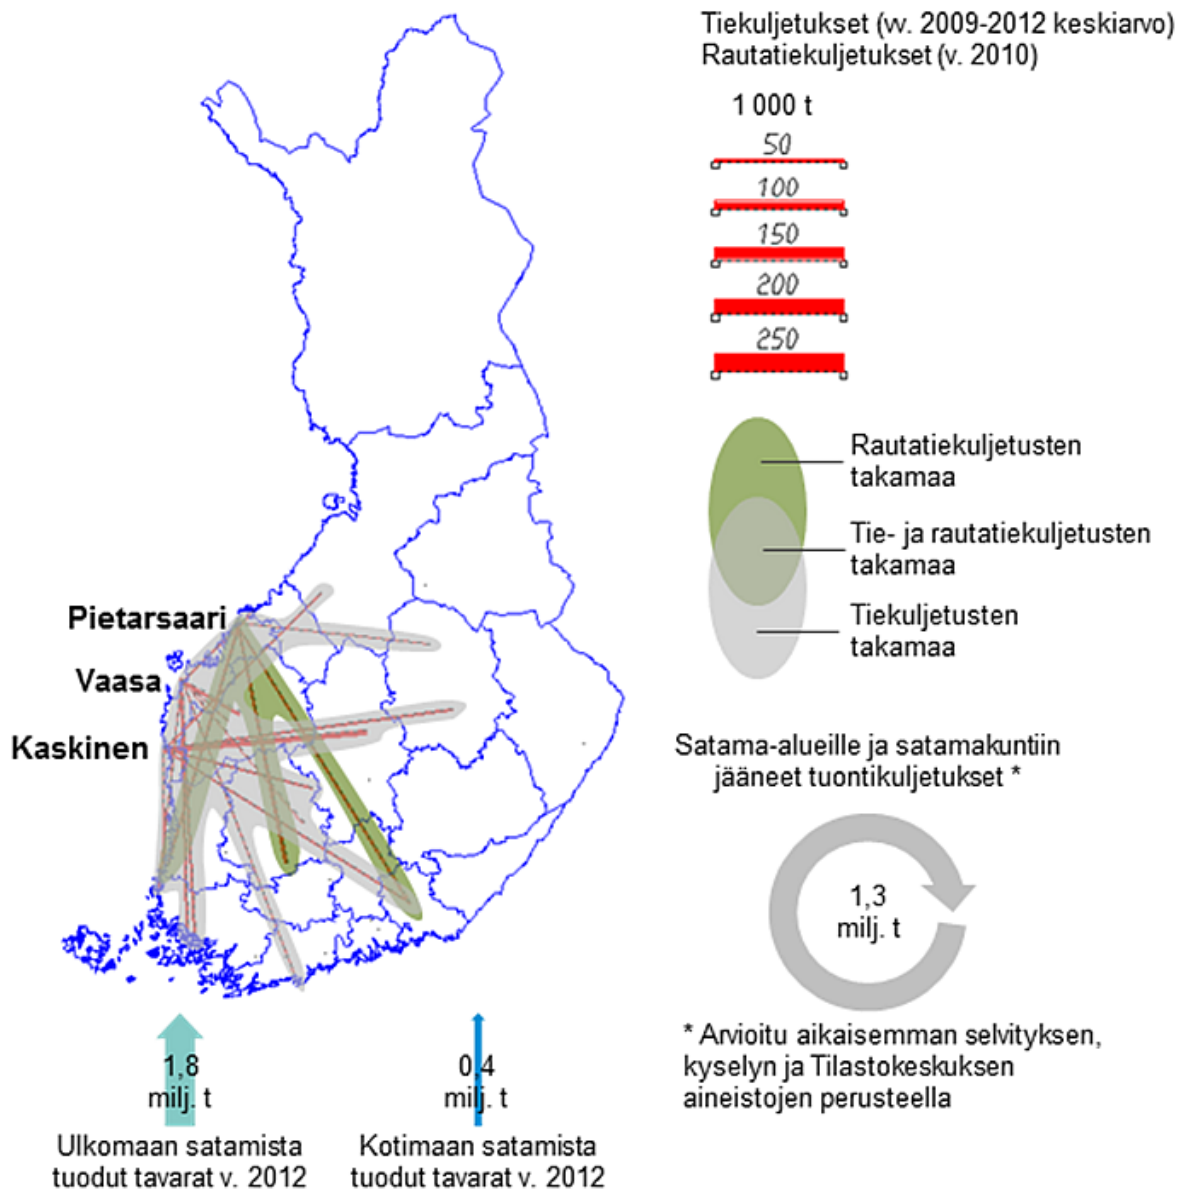 Tiekuljetukset (vv. 2009-2012 keskiarvo)
Rautatiekuljetukset (v. 2010)
1 000 t
50
100
150
200
250
Rautatiekuljetusten
takamaa
Tie- ja rautatiekuljetusten
takamaa
Tiekuljetusten
takamaa
Pietarsaari
Vaasa
Kaskinen
Satama-alueille ja satamakuntiin
jääneet tuontikuljetukset *
1,3
milj. t
* Arvioitu aikaisemman selvityksen,
kyselyn ja Tilastokeskuksen
aineistojen perusteella
1,8
milj. t
Ulkomaan satamista
tuodut tavarat v. 2012
0,4
milj. t
Kotimaan satamista
tuodut tavarat v. 2012